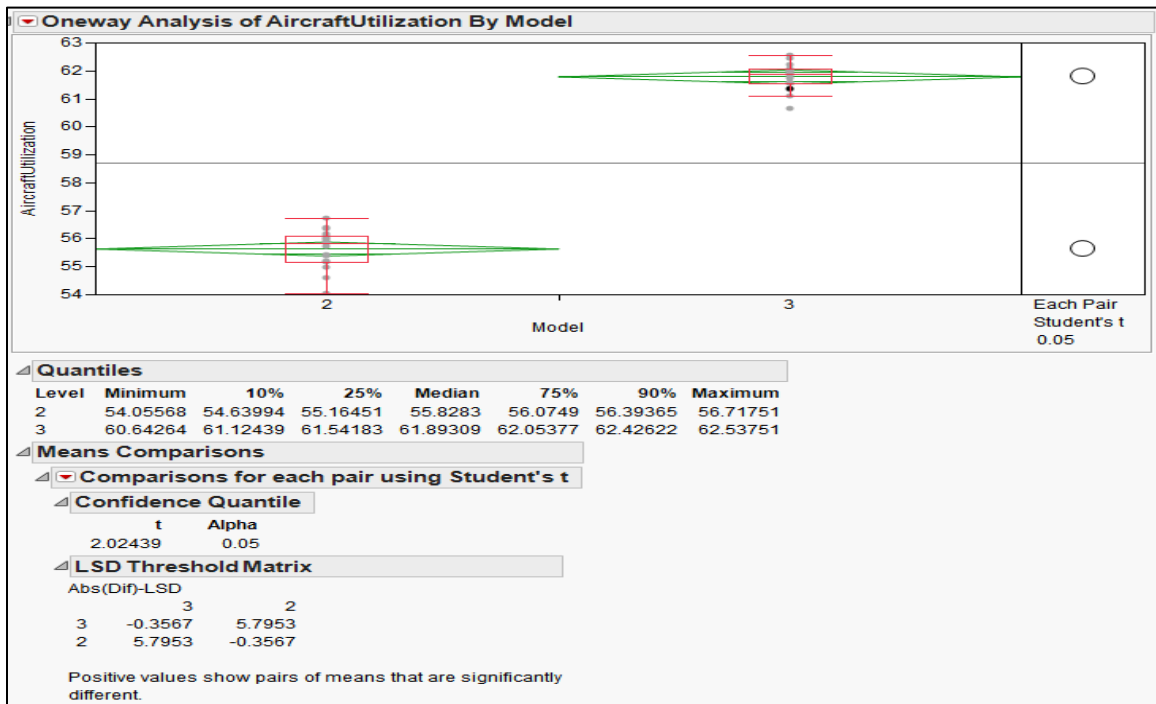 Oneway Analysis of AircraftUtilization By Model
63
62
61
60
59
58
57
56
55
54
AircraftUtilization
2 3
Model
Each Pair
Student's t
0.05
Quantiles
Level Minimum 10% 25% Median 75% 90% Maximum
2 54.05568 54.63994 55.16451 55.8283 56.0749 56.39365 56.71751
3 60.64264 61.12439 61.54183 61.89309 62.05377 62.42622 62.53751
Means Comparisons
Comparisons for each pair using Student's t
Confidence Quantile
t Alpha
2.02439 0.05
LSD Threshold Matrix
Abs(Dif)-LSD
3 2
3 -0.3567 5.7953
2 5.7953 -0.3567
Positive values show pairs of means that are significantly
different.